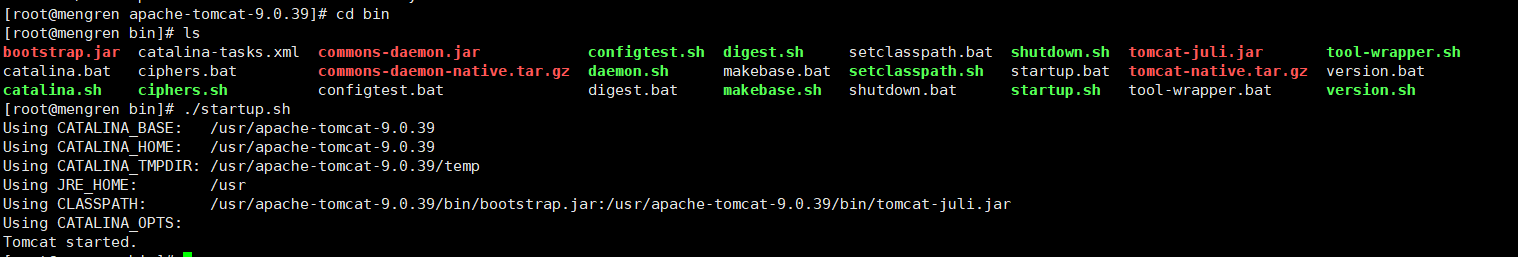 [root@mengren apache-tomcat-9.0.39]# cd bin
[root@mengren bin]# ls
bootstrap.jar catalina-tasks.xml commons-daemon.jar configtest.sh digest.sh setclasspath.bat shutdown.sh tomcat-juli.jar tool-wrapper.sh
catalina.bat ciphers.bat commons-daemon-native.tar.gz daemon.sh makebase.bat setclasspath.sh startup.bat tomcat-native.tar.gz version.bat
catalina.sh ciphers.sh configtest.bat digest.bat makebase.sh shutdown.bat startup.sh tool-wrapper.bat version.sh
[root@mengren bin]# ./startup.sh
Using CATALINA_BASE: /usr/apache-tomcat-9.0.39
Using CATALINA_HOME: /usr/apache-tomcat-9.0.39
Using CATALINA_TMPDIR: /usr/apache-tomcat-9.0.39/temp
Using JRE_HOME: /usr
Using CLASSPATH: /usr/apache-tomcat-9.0.39/bin/bootstrap.jar:/usr/apache-tomcat-9.0.39/bin/tomcat-juli.jar
Using CATALINA_OPTS:
Tomcat started.
[root@mengren bin]#